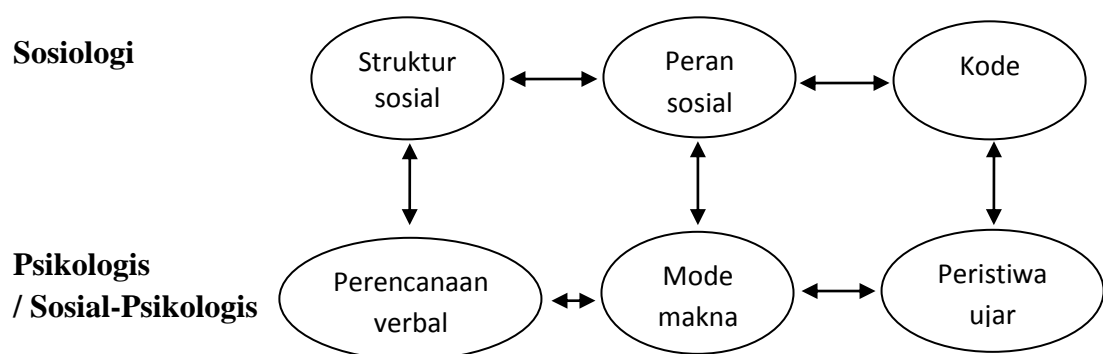 Sosiologi
Struktur
sosial
Peran
sosial
Kode
Psikologis
/ Sosial-Psikologis
Perencanaan
verbal
Mode
makna
Peristiwa
ujar